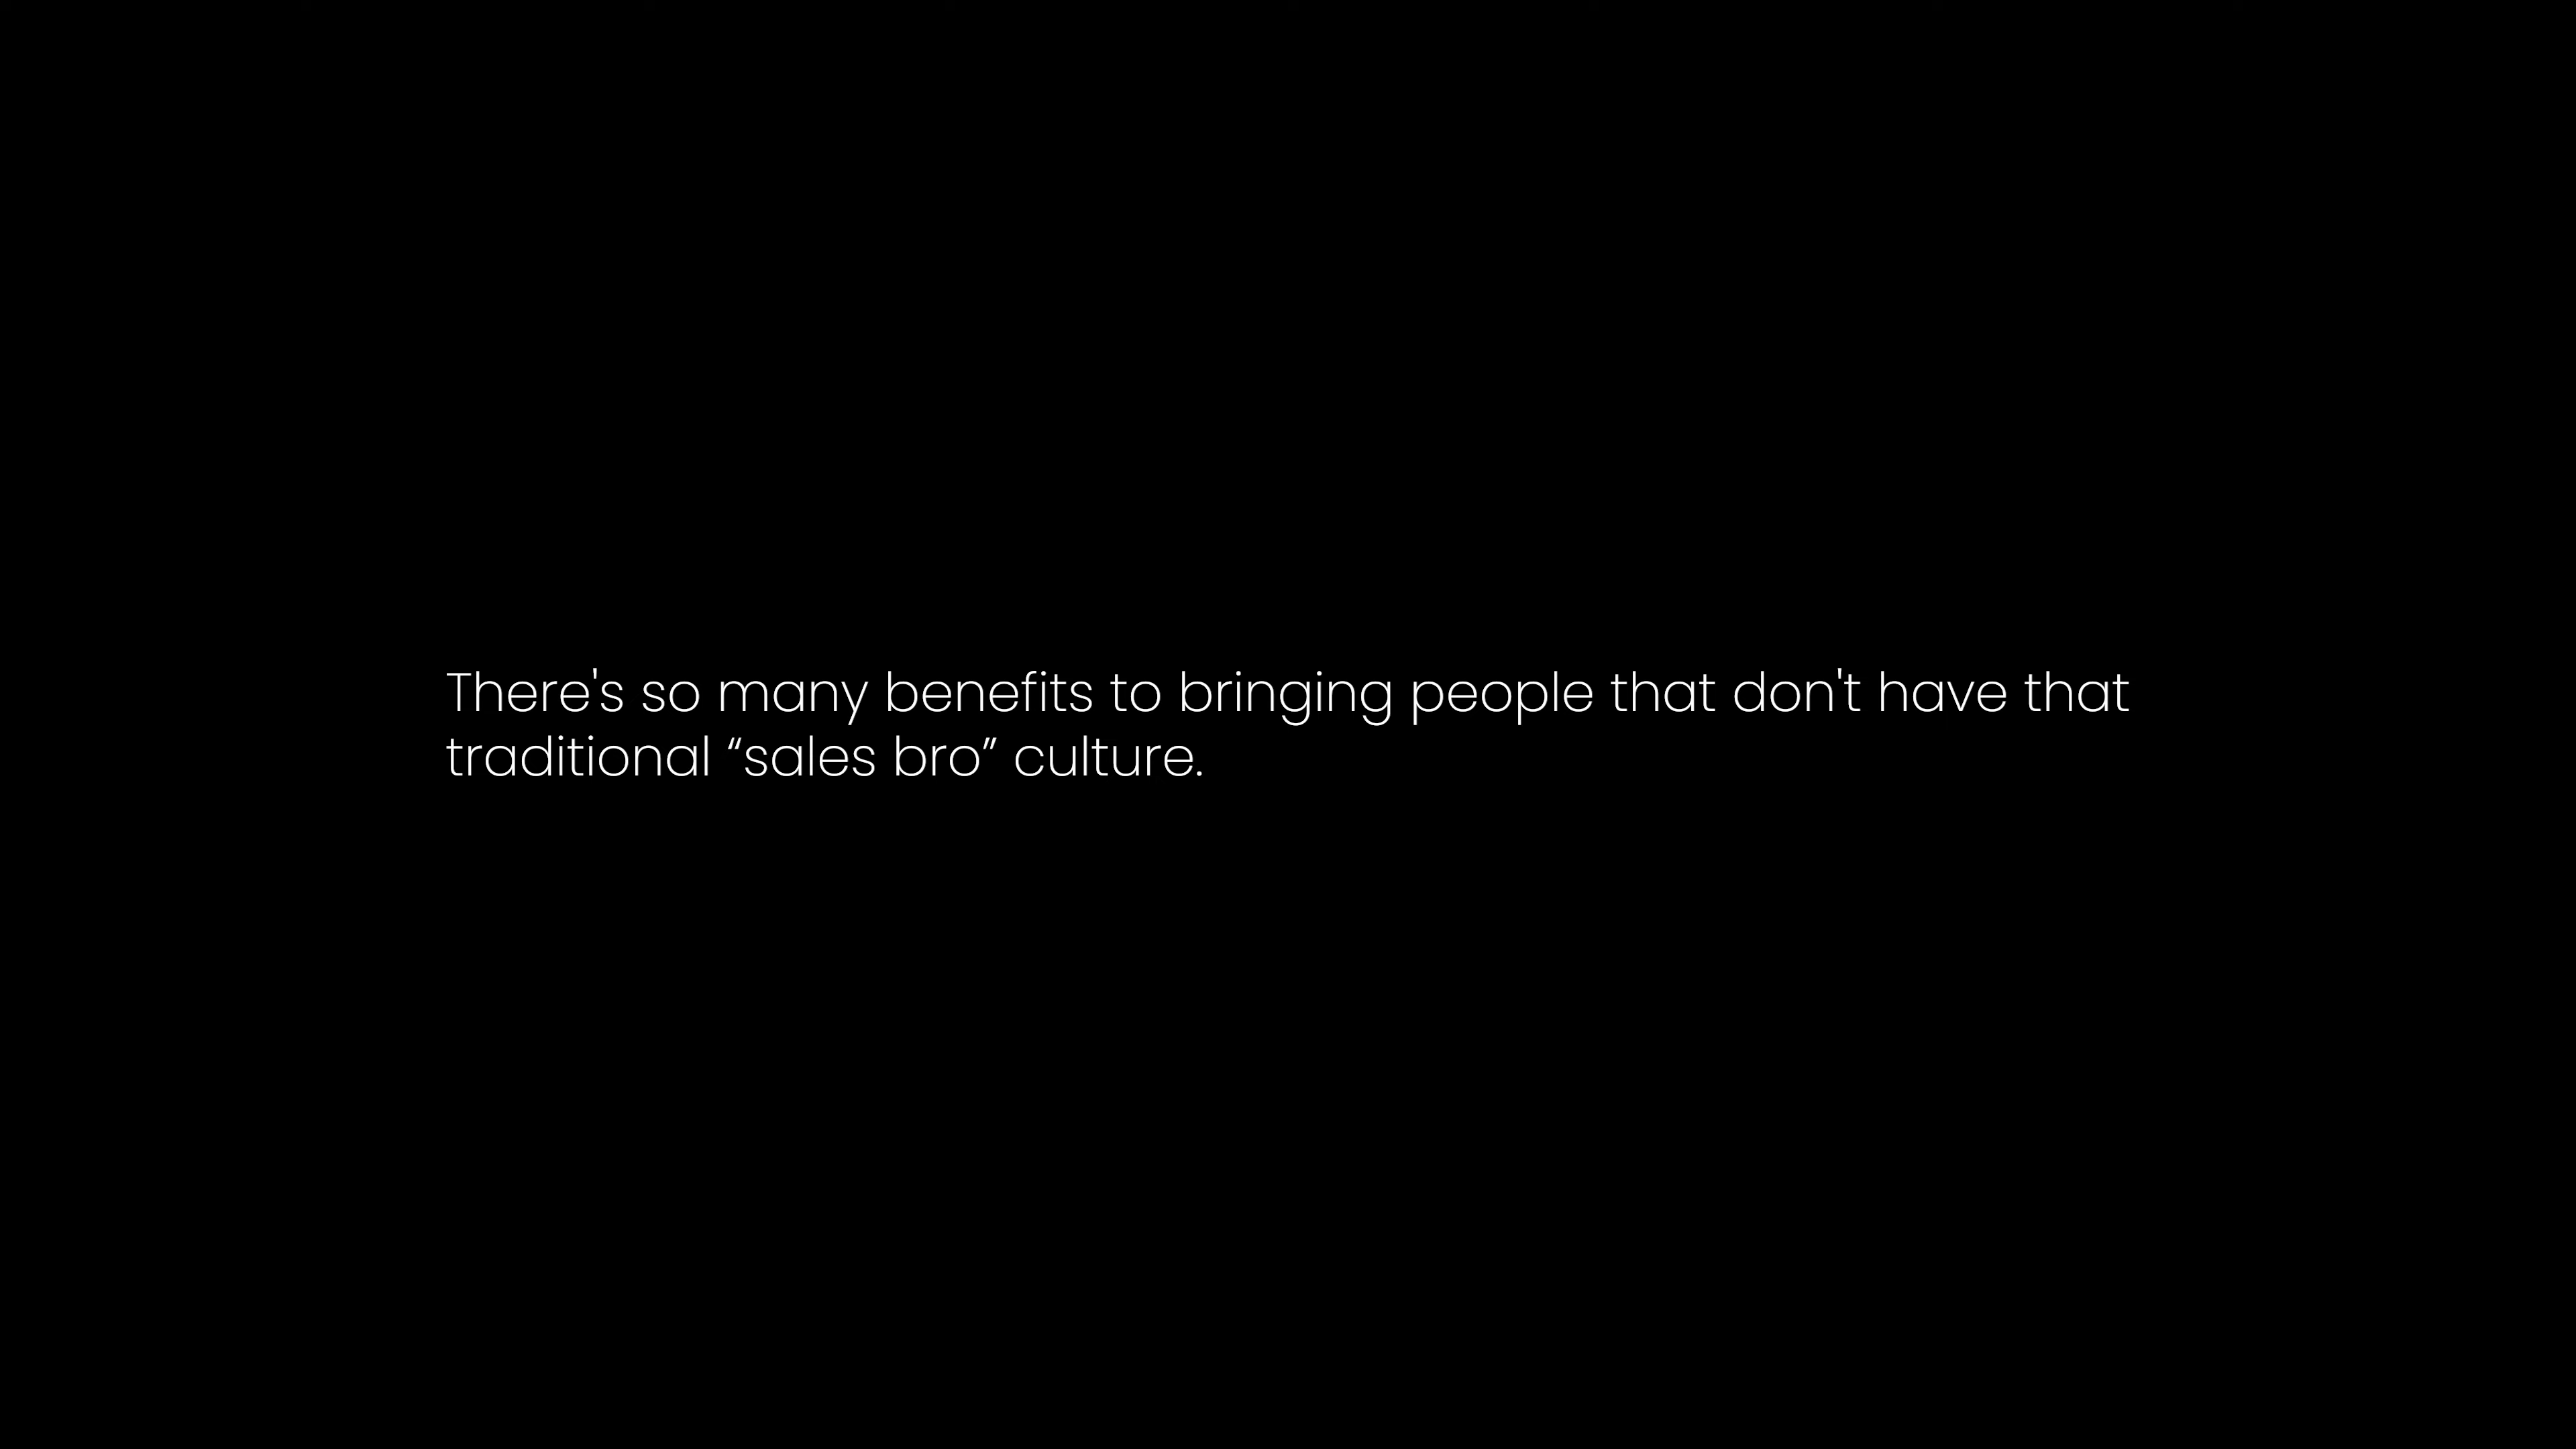 There's so many benefits to bringing people that don't have that
traditional “sales bro” culture.